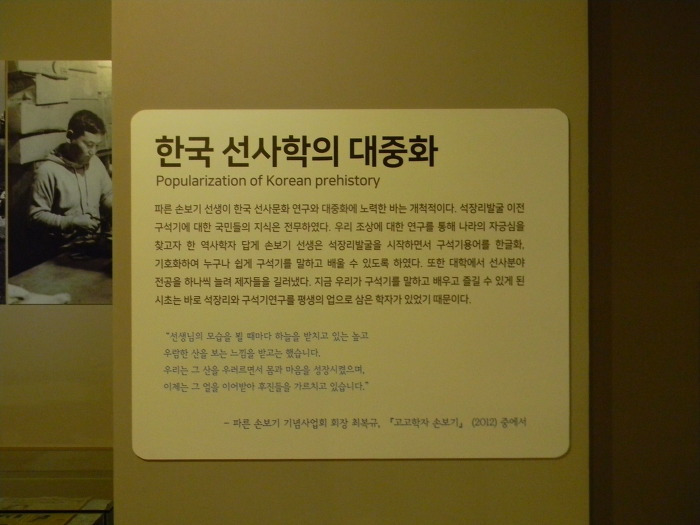 한국 선사학의 대중화
Popularization of Korean prehistory
파른 손보기 선생이 한국 선사문화 연구와 대중화에 노력한 바는 개척적이다. 석장리발굴 이전
구석기에 대한 국민들의 지식은 전무하였다. 우리 조상에 대한 연구를 통해 나라의 자긍심을
찾고자 한 역사학자 답게 손보기 선생은 석장리발굴을 시작하면서 구석기용어를 한글화,
기호화하여 누구나 쉽게 구석기를 말하고 배울 수 있도록 하였다. 또한 대학에서 선사분야
전공을 하나씩 늘려 제자들을 길러냈다. 지금 우리가 구석기를 말하고 배우고 즐길 수 있게 된
시초는 바로 석장리와 구석기연구를 평생의 업으로 삼은 학자가 있었기 때문이다.
"선생님의 모습을 뵐 때마다 하늘을 받치고 있는 높고
우람한 산을 보는 느낌을 받고는 했습니다.
우리는 그 산을 우러르면서 몸과 마음을 성장시켰으며,
이제는 그 얼을 이어받아 후진들을 가르치고 있습니다."
- 파른 손보기 기념사업회 회장 최복규, 『고고학자 손보기』 (2012) 중에서